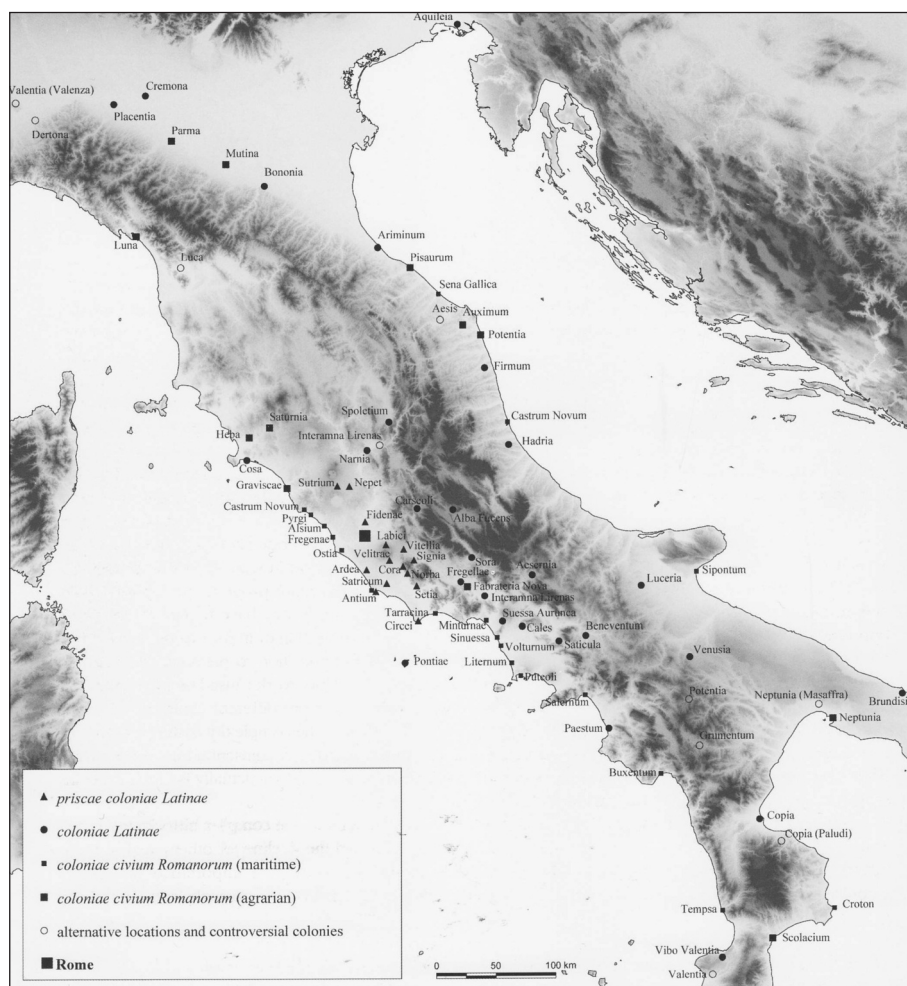 Aquileia
Valentia (Valenza)
Cremona
Placentia
Dertona
Parma
Mutina
Bononia
Luna
Luca
Ariminum
Pisaurum
Sena Gallica
Aesis
Auximum
Potentia
Firmum
Castrum Novum
Hadria
Spoletium
Saturnia
Interamna Lirenas
Heba
Narnia
Cosa
Sutrium
Nepet
Graviscae
Carseoli
Alba Fucens
Castrum Novum
Pyrgi
Fidenae
Alsium
Fregenae
Labici
Vitellia
Ostia
Velitrae
Signia
Sora
Aesernia
Ardea
Cora
Norba
Fregellae
Fabrateria Nova
Luceria
Sipontum
Satricum
Setia
Interamna Lirenas
Antium
Tarracina
Circei
Minturnae
Suessa Aurunca
Cales
Beneventum
Sinuessa
Volturnum
Saticula
Venusia
Pontiae
Liternum
Puteoli
Salernum
Potentia
Neptunia (Masaffra)
Brundisi
Neptunia
Paestum
Grumentum
Buxentum
Copia
Copia (Paludi)
Tempsa
Croton
Scolacium
Vibo Valentia
Valentia
priscae coloniae Latinae
coloniae Latinae
coloniae civium Romanorum (maritime)
coloniae civium Romanorum (agrarian)
alternative locations and controversial colonies
Rome
0 50 100 km